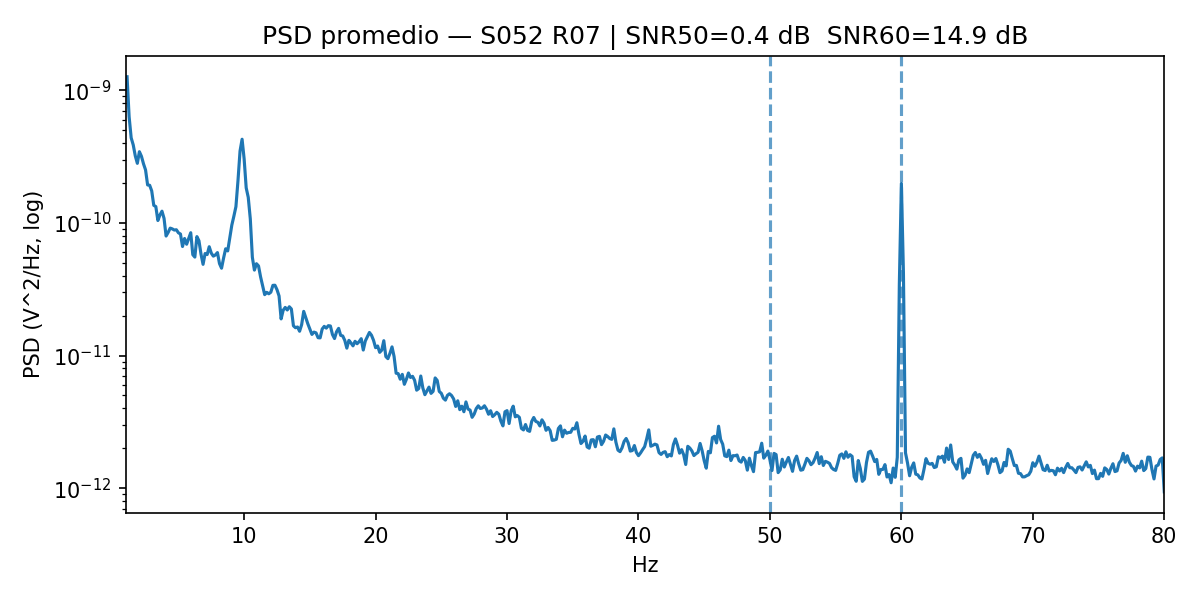 PSD promedio — S052 R07 | SNR50=0.4 dB  SNR60=14.9 dB
PSD (V^2/Hz, log)
10⁻⁹
10⁻¹⁰
10⁻¹¹
10⁻¹²
10 20 30 40 50 60 70 80
Hz